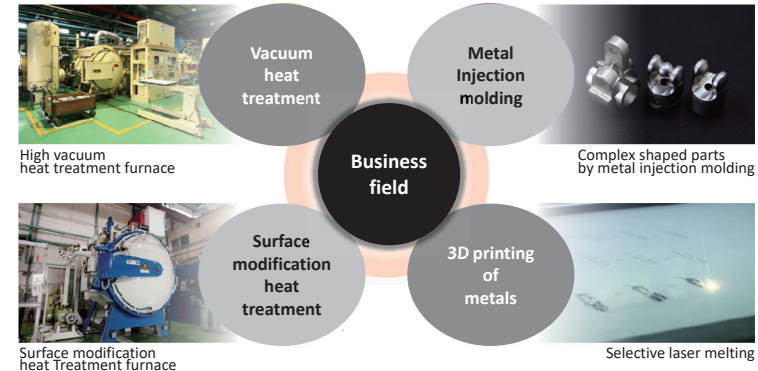 Vacuum
heat
treatment
Metal
Injection
molding
High vacuum
heat treatment furnace
Business
field
Complex shaped parts
by metal injection molding
Surface
modification
heat
treatment
3D printing
of
metals
Surface modification
heat Treatment furnace
Selective laser melting